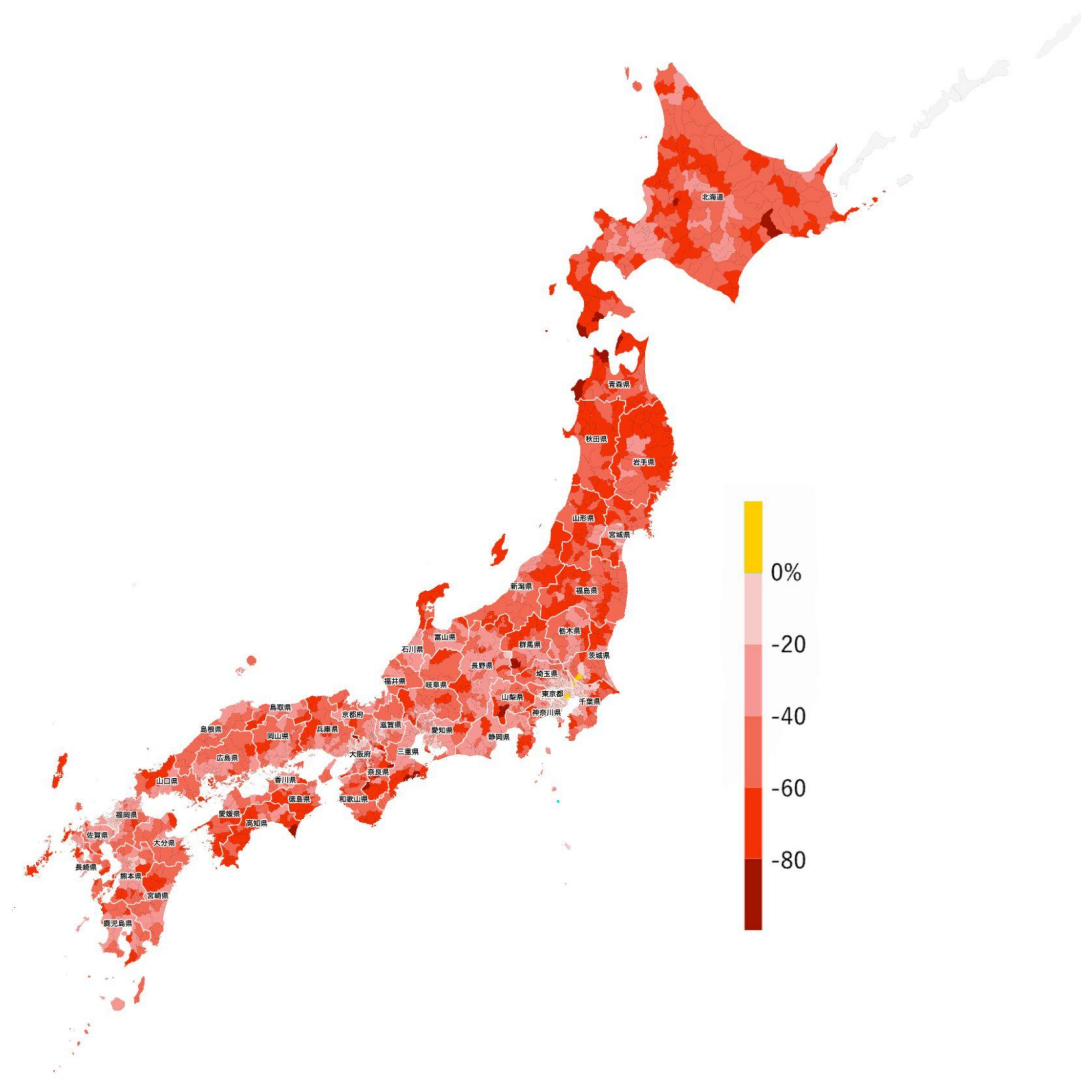 北海道
青森県
秋田県
岩手県
山形県
宮城県
新潟県
福島県
0%
栃木県
富山県
群馬県
石川県
-20
茨城県
長野県
埼玉県
福井県
岐阜県
東京都
山梨県
千葉県
鳥取県
神奈川県
京都府
-40
滋賀県
島根県
兵庫県
愛知県
岡山県
静岡県
三重県
大阪府
広島県
奈良県
香川県
山口県
-60
徳島県
和歌山県
愛媛県
福岡県
高知県
佐賀県
大分県
-80
長崎県
熊本県
宮崎県
鹿児島県